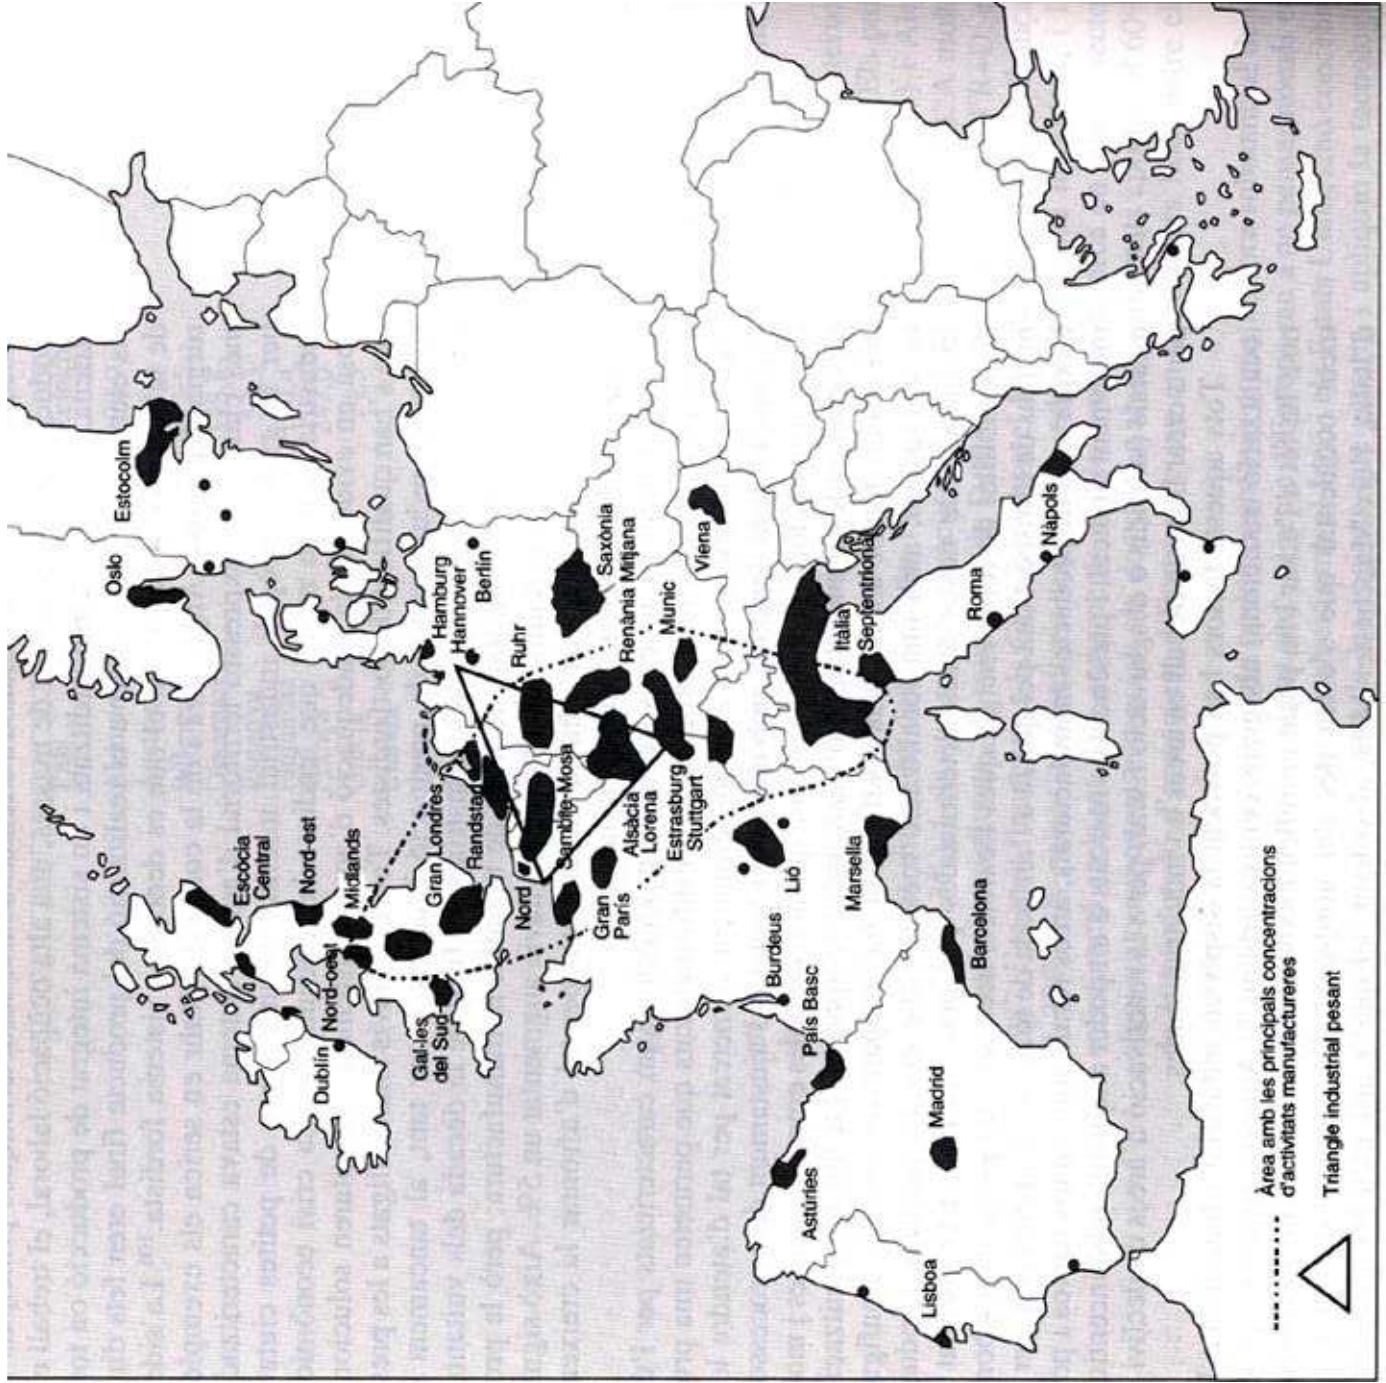 Oslo
Estocolm
Escòcia
Central
Nord-est
Dublín
Nord-oest
Midlands
Gal·les
del Sud
Gran Londres
Randstad
Hamburg
Hannover
Berlín
Nord
Ruhr
Sambre-Mosa
Saxònia
Gran
París
Alsàcia
Lorena
Renània Mitjana
Estrasburg
Stuttgart
Munic
Viena
Burdeus
Lió
País Basc
Astúries
Marsella
Itàlia
Septentrional
Lisboa
Madrid
Barcelona
Roma
Nàpols
Àrea amb les principals concentracions
d'activitats manufactureres
Triangle industrial pesant